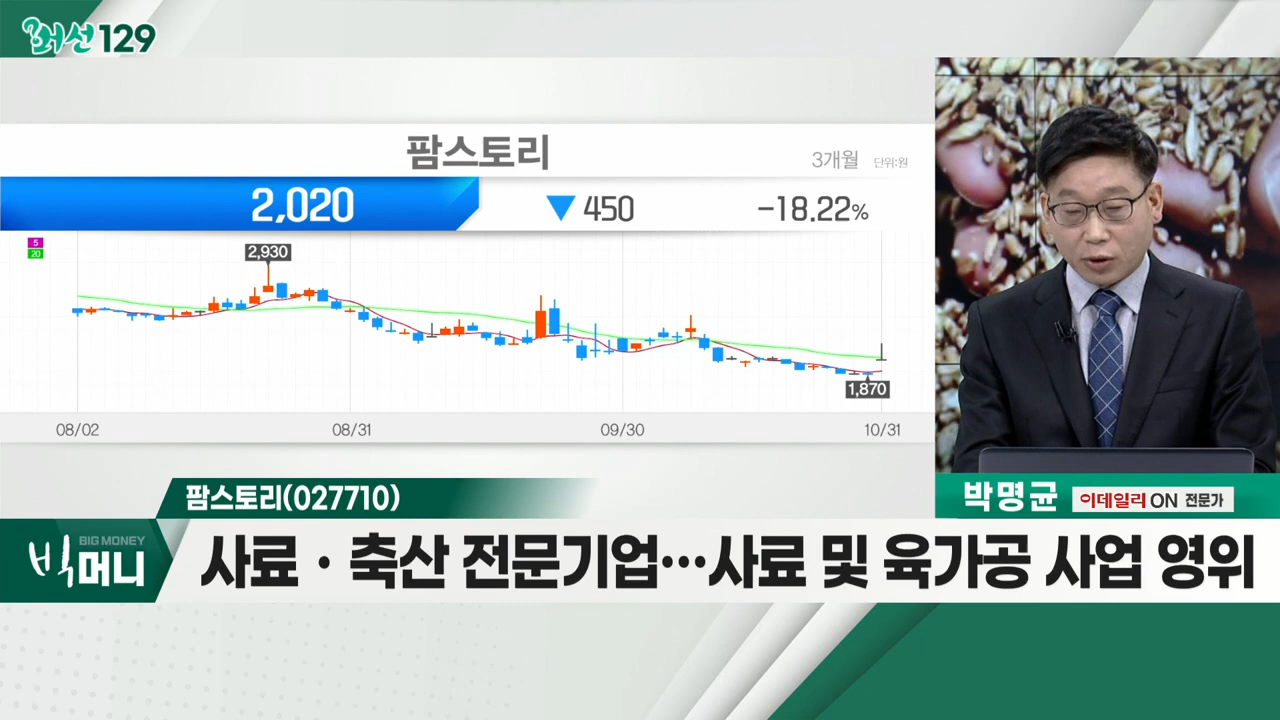 머선129
팜스토리
3개월 단위:원
2,020 ▼450 -18.22%
5
20
2,930
1,870
08/02 08/31 09/30 10/31
박명균 이데일리ON 전문가
팜스토리(027710)
BIG MONEY
빅머니
사료·축산 전문기업…사료 및 육가공 사업 영위